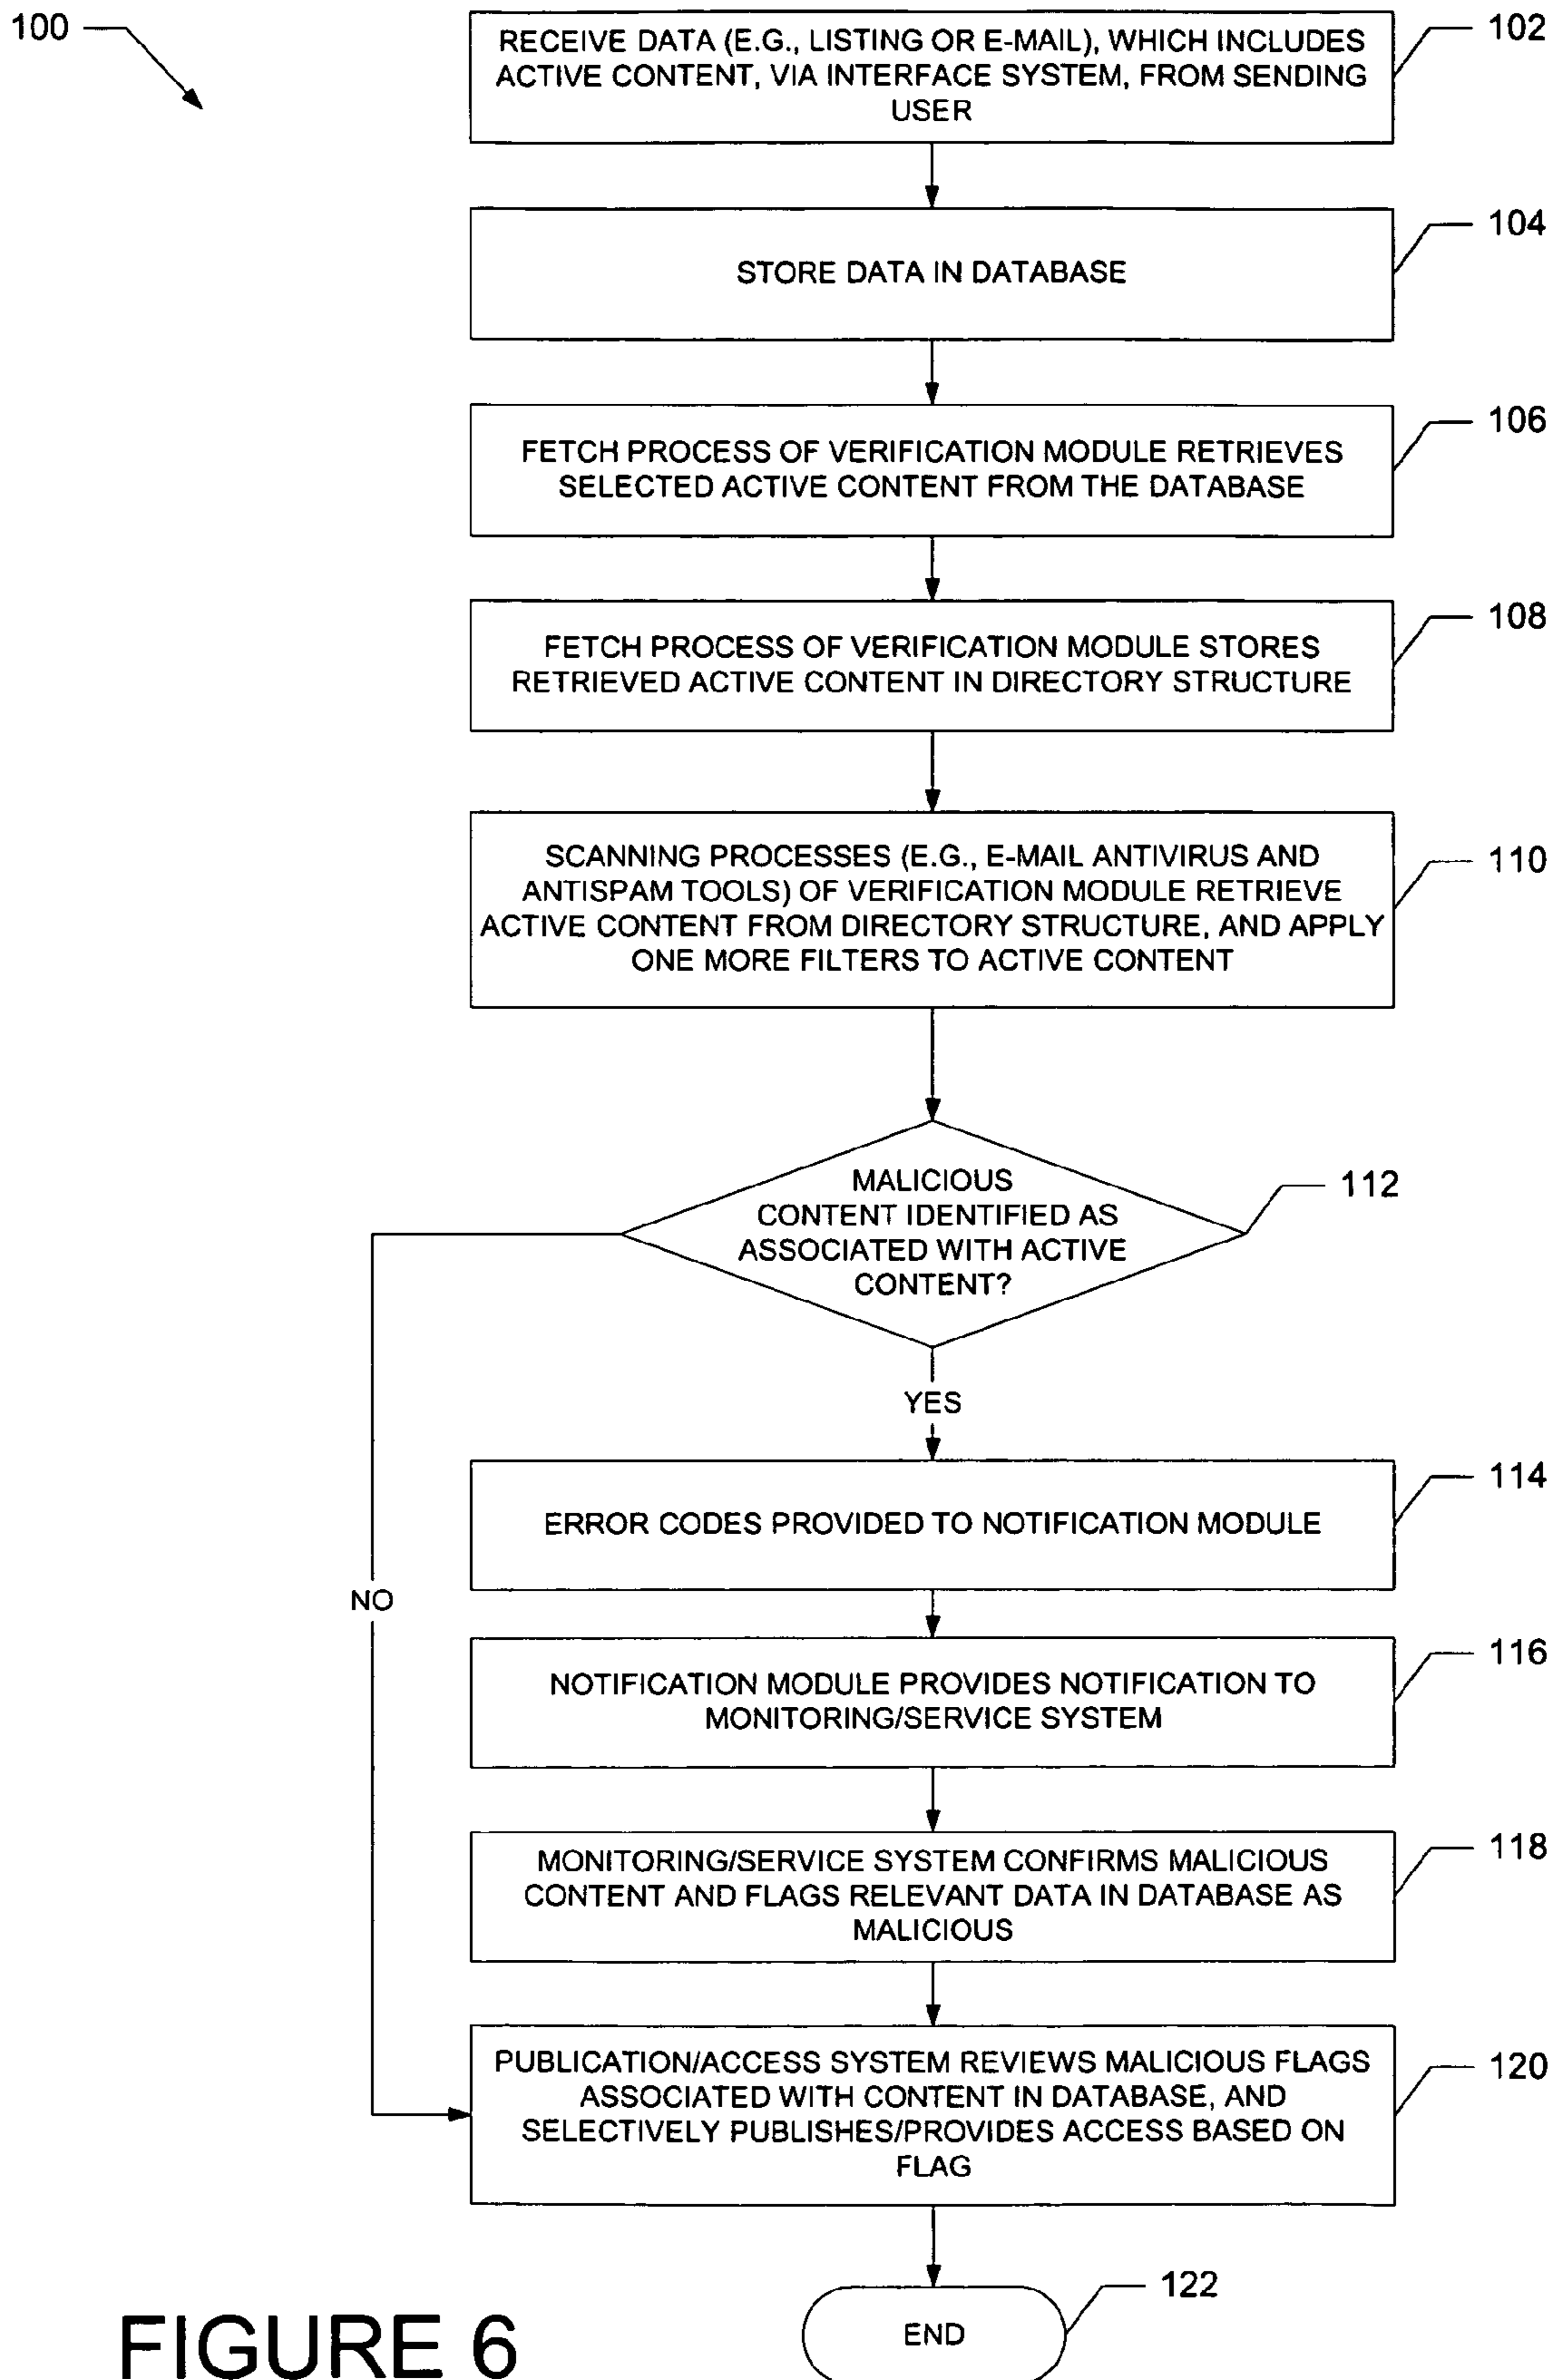 100
RECEIVE DATA (E.G., LISTING OR E-MAIL), WHICH INCLUDES
ACTIVE CONTENT, VIA INTERFACE SYSTEM, FROM SENDING
USER
102
STORE DATA IN DATABASE
104
FETCH PROCESS OF VERIFICATION MODULE RETRIEVES
SELECTED ACTIVE CONTENT FROM THE DATABASE
106
FETCH PROCESS OF VERIFICATION MODULE STORES
RETRIEVED ACTIVE CONTENT IN DIRECTORY STRUCTURE
108
SCANNING PROCESSES (E.G., E-MAIL ANTIVIRUS AND
ANTISPAM TOOLS) OF VERIFICATION MODULE RETRIEVE
ACTIVE CONTENT FROM DIRECTORY STRUCTURE, AND APPLY
ONE MORE FILTERS TO ACTIVE CONTENT
110
MALICIOUS
CONTENT IDENTIFIED AS
ASSOCIATED WITH ACTIVE
CONTENT?
112
YES
ERROR CODES PROVIDED TO NOTIFICATION MODULE
114
NO
NOTIFICATION MODULE PROVIDES NOTIFICATION TO
MONITORING/SERVICE SYSTEM
116
MONITORING/SERVICE SYSTEM CONFIRMS MALICIOUS
CONTENT AND FLAGS RELEVANT DATA IN DATABASE AS
MALICIOUS
118
PUBLICATION/ACCESS SYSTEM REVIEWS MALICIOUS FLAGS
ASSOCIATED WITH CONTENT IN DATABASE, AND
SELECTIVELY PUBLISHES/PROVIDES ACCESS BASED ON
FLAG
120
END
122
FIGURE 6